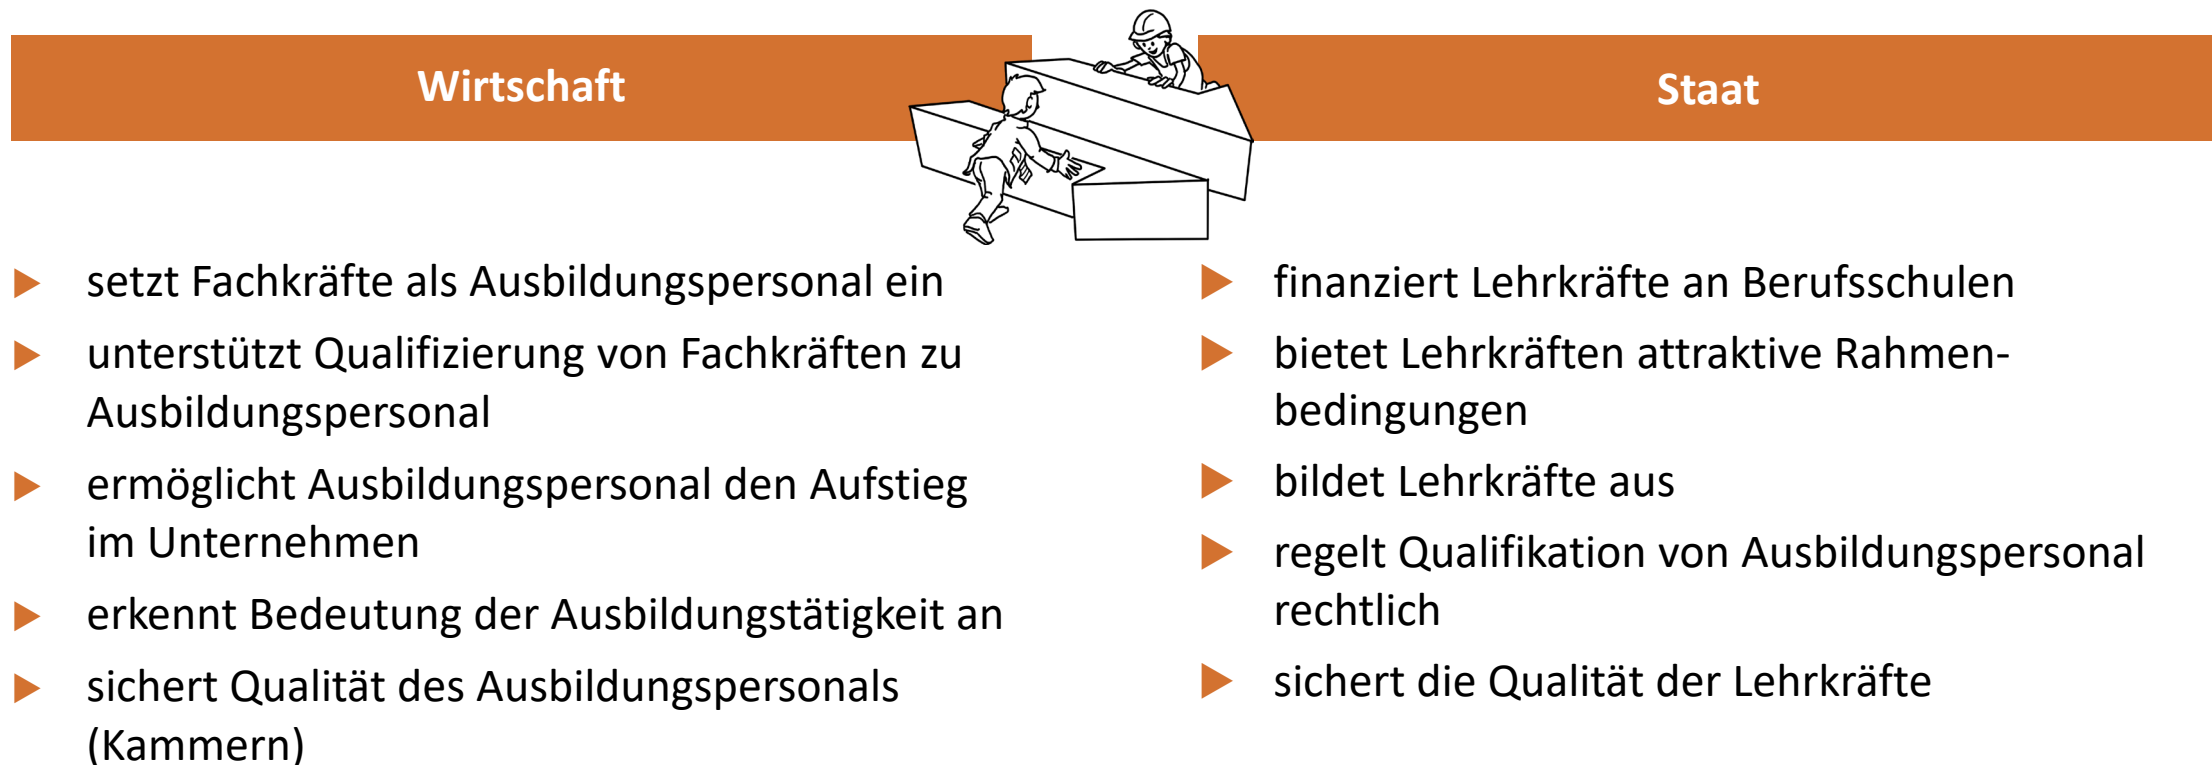 Wirtschaft
setzt Fachkräfte als Ausbildungspersonal ein
unterstützt Qualifizierung von Fachkräften zu
Ausbildungspersonal
ermöglicht Ausbildungspersonal den Aufstieg
im Unternehmen
erkennt Bedeutung der Ausbildungstätigkeit an
sichert Qualität des Ausbildungspersonals
(Kammern)
Staat
finanziert Lehrkräfte an Berufsschulen
bietet Lehrkräften attraktive Rahmen-
bedingungen
bildet Lehrkräfte aus
regelt Qualifikation von Ausbildungspersonal
rechtlich
sichert die Qualität der Lehrkräfte